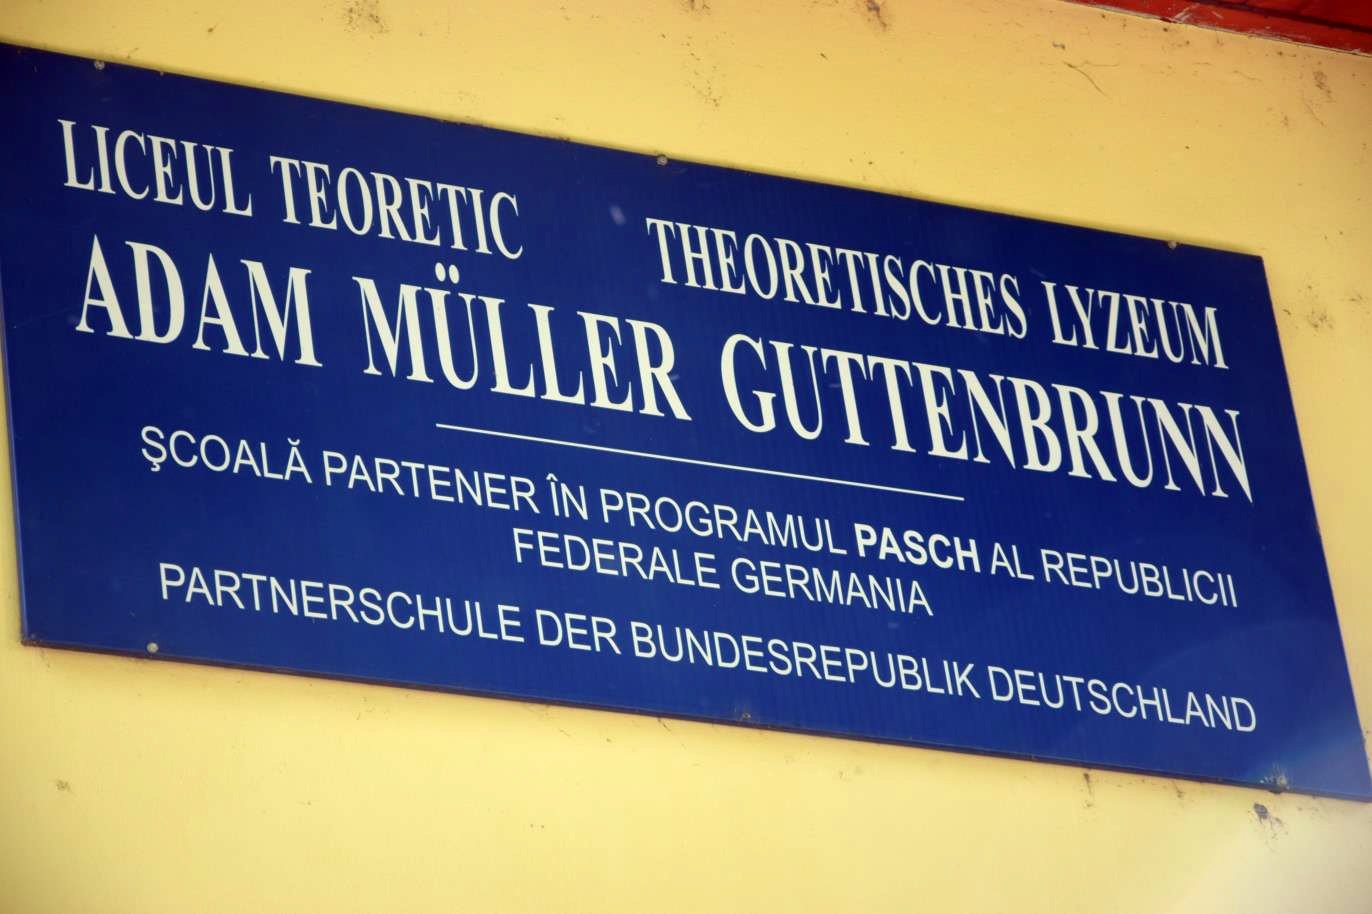 LICEUL TEORETIC THEORETISCHES LYZEUM
ADAM MÜLLER GUTTENBRUNN
ŞCOALĂ PARTENER ÎN PROGRAMUL PASCH AL REPUBLICII
FEDERALE GERMANIA
PARTNERSCHULE DER BUNDESREPUBLIK DEUTSCHLAND